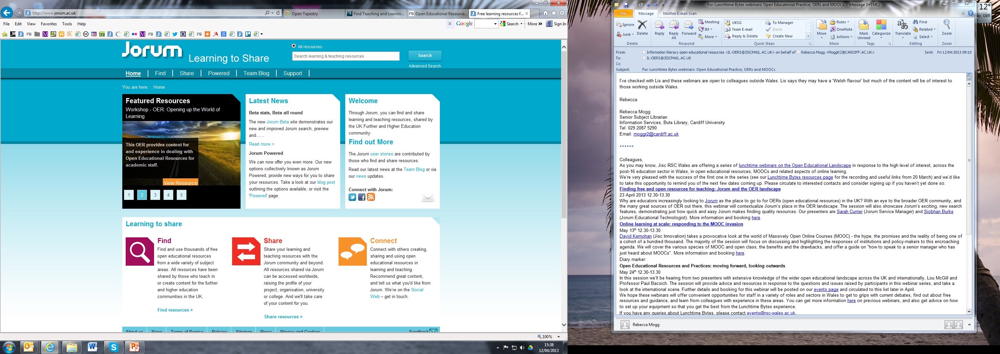 http://www.jorum.ac.uk/
Open Tapestry
Find Teaching and Learnin...
PB Open Educational Resource...
Free learning resources f...
File Edit View Favorites Tools Help
Google
Search
More »
Sign In
Jorum
Learning to Share
All resources
Search learning & teaching resources
Search
Advanced Search
Home Find Share Powered Team Blog Support
You are here: Home
Featured Resources
Workshop - OER: Opening up the World of
Learning
This OER provides context for
and experience in dealing with
Open Educational Resources for
academic staff.
View Resource
1 2 3 4 5
Latest News
Beta stats, Beta all round
The new Jorum Beta site demonstrates our
new and improved Jorum search, preview
and......
Read more >
Jorum Powered
We can now offer you even more. Our new
options collectively known as Jorum
Powered, provide new ways for you to share
your resources. Take a look at our blog post
outlining the options available, or visit the
'Powered' page.
Welcome
Through Jorum, you can find and share
learning and teaching resources, shared by
the UK Further and Higher Education
community.
Find out More
The Jorum user stories are contributed by
those who find and share resources.
Read our latest news at the Team Blog or via
our news updates.
Connect with Jorum:
Learning to share
Find
Find and use thousands of free
open educational resources
from a wide variety of subject
areas. All resources have been
shared by those who teach in
or create content for the further
and higher education
communities in the UK.
Find resources >
Share
Share your learning and
teaching resources with the
Jorum community and beyond.
All resources shared via Jorum
can be accessed worldwide,
raising the profile of your
project, organisation, university
or college. And we'll take care
of your content for you.
Share resources >
Connect
Connect with others creating,
sharing and using open
educational resources in
learning and teaching.
Recommend great content,
and tell us what you'd like from
Jorum. We're on the Social
Web – get in touch.
About us News Terms of Service Policies Sitemap Press Privacy and Cookies Feedback
100%
15:38
12/04/2013
Fw: Lunchtime Bytes webinars: Open Educational Practice, OERs and MOOCs - Message (HTML)
12°
er, GBR
File Message McAfee E-mail Scan
Ignore
Junk
Delete
Delete
Reply
Reply All
Forward
Meeting
IM
More
Respond
UKSG
Team E-mail
Reply & Delete
To Manager
Done
Create New
Quick Steps
Move
Rules
OneNote
Actions
Move
Mark Unread
Categorize
Tags
Translate
Find
Related
Select
Editing
Zoom
Zoom
From: Information literacy open educational resources <IL-OERS@JISCMAIL.AC.UK> on behalf of Rebecca Mogg <MoggR2@CARDIFF.AC.UK>
Sent: Fri 12/04/2013 09:10
To: IL-OERS@JISCMAIL.AC.UK
Cc:
Subject: Fw: Lunchtime Bytes webinars: Open Educational Practice, OERs and MOOCs
I've checked with Lis and these webinars are open to colleagues outside Wales. Lis says they may have a 'Welsh flavour' but much of the content will be of interest to
those working outside Wales.
Rebecca
Rebecca Mogg
Senior Subject Librarian
Information Services, Bute Library, Cardiff University
Tel: 029 2087 5290
Email: moggr2@cardiff.ac.uk
******
Colleagues,
As you may know, Jisc RSC Wales are offering a series of lunchtime webinars on the Open Educational Landscape in response to the high level of interest, across the
post-16 education sector in Wales, in open educational resources, MOOCs and related aspects of online learning.
We're very pleased with the success of the first one in the series (see our Lunchtime Bytes resources page for the recording and useful links from 20 March) and we'd like
to take this opportunity to remind you of the next few dates coming up. Please circulate to interested contacts and consider signing up if you haven't yet done so.
Finding free and open resources for teaching: Jorum and the OER landscape
23 April 2013 12.30-13.30
Why are educators increasingly looking to Jorum as the place to go to for OERs (open educational resources) in the UK? With an eye to the broader OER community, and
the many great sources of OER out there, this webinar will contextualize Jorum's place in the OER landscape. The session will also showcase Jorum's exciting, new search
features, demonstrating just how quick and easy Jorum makes finding quality resources. Our presenters are Sarah Currier (Jorum Service Manager) and Siobhan Burke
(Jorum Educational Technologist). More information and booking here.
Online learning at scale: responding to the MOOC invasion
May 13th 12.30-13.30
David Kernohan (Jisc Innovation) takes a provocative look at the world of Massively Open Online Courses (MOOC) - the hype, the promises and the reality of being one of
a cohort of a hundred thousand. The majority of the session will focus on discussing and highlighting the responses of institutions and policy-makers to this encroaching
agenda. We will cover the various species of MOOC and open class, the benefits and the drawbacks, and offer a guide on "how to speak to a senior manager who has
just heard about MOOCs". More information and booking here.
Diary marker:
Open Educational Resources and Practices: moving forward, looking outwards
May 24th 12.30-13.30
In this session we'll be hearing from two presenters with extensive knowledge of the wider open educational landscape across the UK and internationally, Lou McGill and
Professor Paul Bacsich. The session will provide advice and resources in response to the questions and issues raised by participants in this webinar series, and take a
look at the international scene. Further details and booking for this webinar will be posted on our events page and circulated to this list later in April.
We hope these webinars will offer convenient opportunities for staff in a variety of roles and sectors in Wales to get to grips with current debates, find out about free
resources and guidance, and learn from colleagues with experience in these areas. You can get more information here on previous webinars, and also get advice on how
to set up your equipment so that you get the best from the Lunchtime Bytes experience.
If you have any queries about Lunchtime Bytes, please contact events@rsc-wales.ac.uk.
Rebecca Mogg